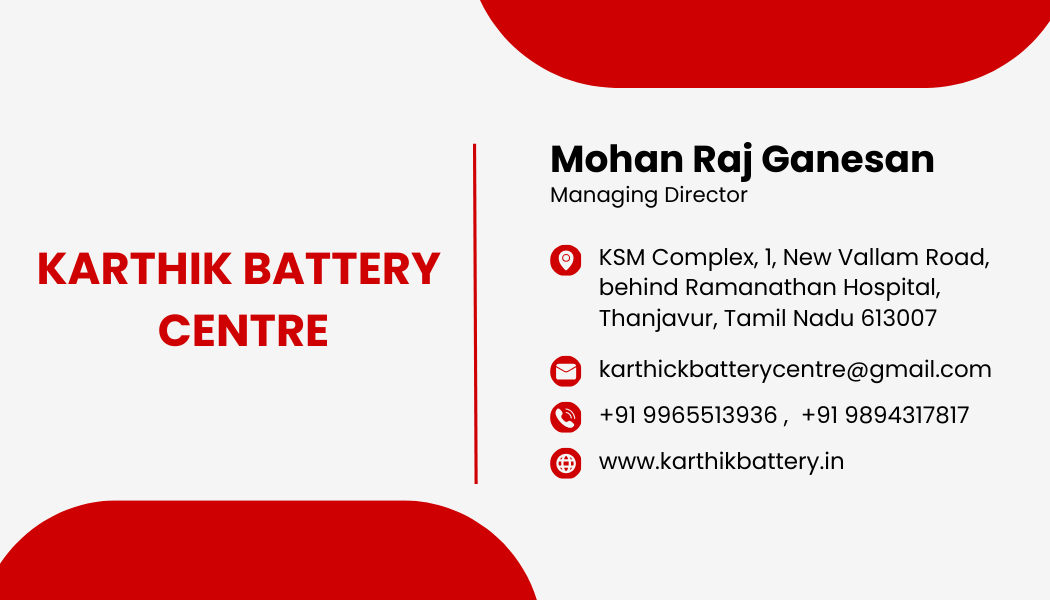 KARTHIK BATTERY
CENTRE
Mohan Raj Ganesan
Managing Director
KSM Complex, 1, New Vallam Road,
behind Ramanathan Hospital,
Thanjavur, Tamil Nadu 613007
karthickbatterycentre@gmail.com
+91 9965513936 ,  +91 9894317817
www.karthikbattery.in